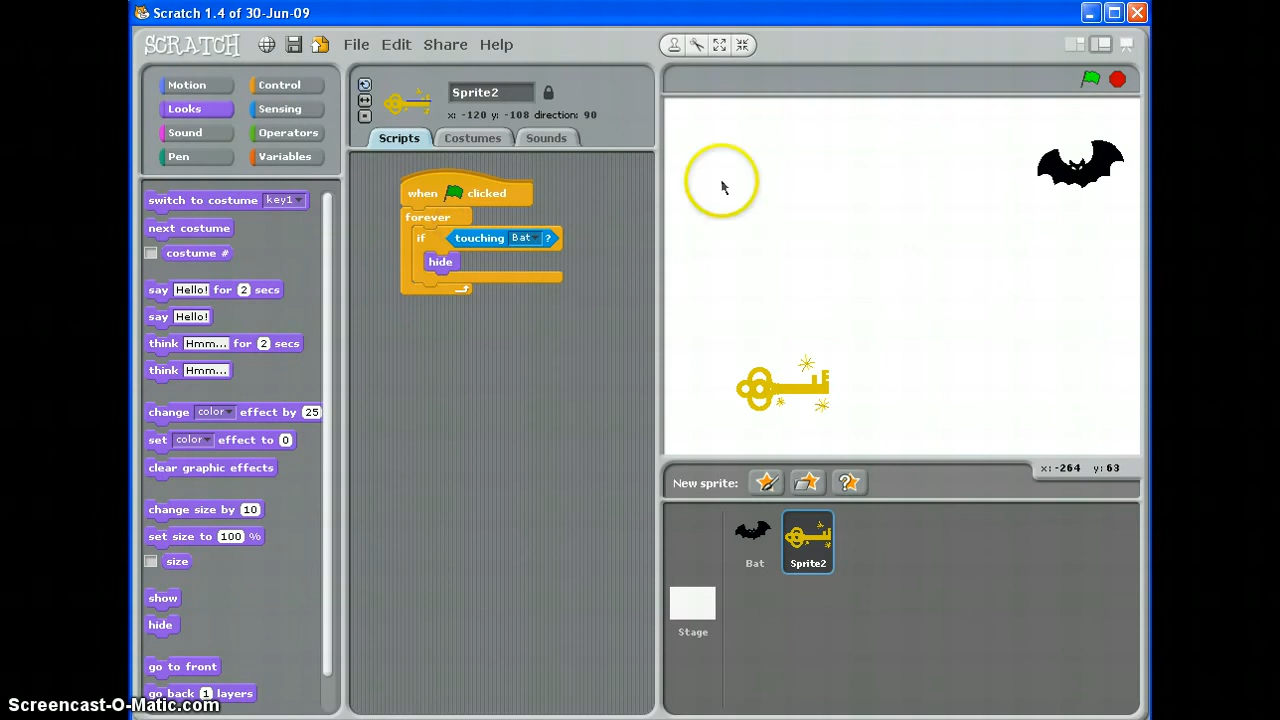 Scratch 1.4 of 30-Jun-09
SCRATCH File Edit Share Help
Motion Control
Looks Sensing
Sound Operators
Pen Variables
Sprite2
x: -120 y: -108 direction: 90
Scripts Costumes Sounds
switch to costume key1
next costume
costume #
say Hello! for 2 secs
say Hello!
think Hmm... for 2 secs
think Hmm...
change color effect by 25
set color effect to 0
clear graphic effects
change size by 10
set size to 100 %
size
show
hide
go to front
go back 1 layers
when clicked
forever
if touching Bat ?
hide
x: -264 y: 63
New sprite:
Bat Sprite2
Stage
Screencast-O-Matic.com